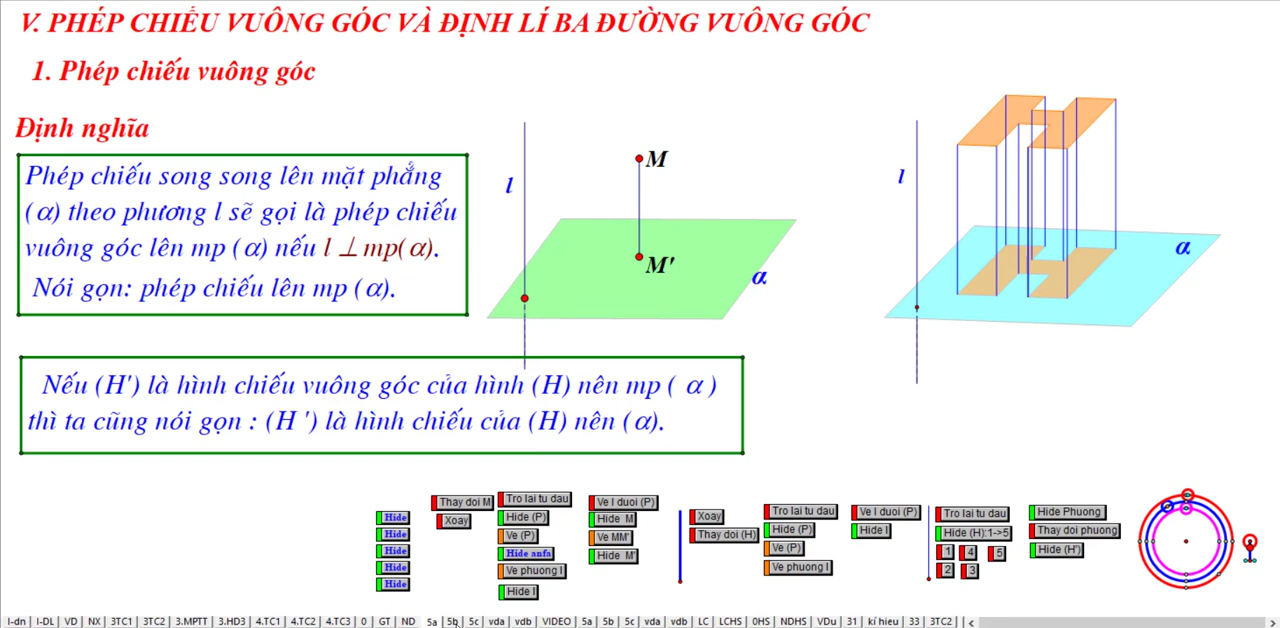 V. PHÉP CHIẾU VUÔNG GÓC VÀ ĐỊNH LÍ BA ĐƯỜNG VUÔNG GÓC
1. Phép chiếu vuông góc
Định nghĩa
Phép chiếu song song lên mặt phẳng
(α) theo phương l sẽ gọi là phép chiếu
vuông góc lên mp (α) nếu l ⊥ mp(α).
Nói gọn: phép chiếu lên mp (α).
l
M
M'
α
l
α
Nếu (H') là hình chiếu vuông góc của hình (H) nên mp ( α )
thì ta cũng nói gọn : (H ') là hình chiếu của (H) nên (α).
Hide
Hide
Hide
Hide
Hide
Thay doi M
Xoay
Tro lai tu dau
Hide (P)
Ve (P)
Hide anfa
Ve phuong l
Hide l
Ve l duoi (P)
Hide M
Ve MM'
Hide M'
Xoay
Thay doi (H)
Tro lai tu dau
Hide (P)
Ve (P)
Ve phuong l
Ve l duoi (P)
Hide l
Tro lai tu dau
Hide (H):1->5
1 4 5
2 3
Hide Phuong
Thay doi phuong
Hide (H')
I-dn | I-DL | VD | NX | 3TC1 | 3TC2 | 3.MPTT | 3.HD3 | 4.TC1 | 4.TC2 | 4.TC3 | 0 | GT | ND | 5a | 5b | 5c | vda | vdb | VIDEO | 5a | 5b | 5c | vda | vdb | LC | LCHS | 0HS | NDHS | VDu | 31 | kí hieu | 33 | 3TC2 |